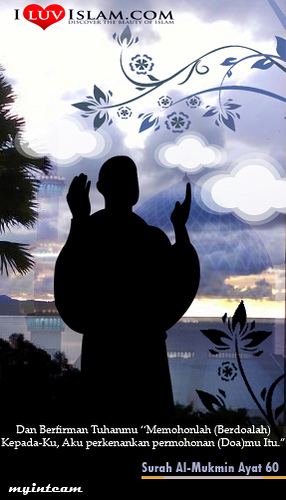 I LUV ISLAM.COM
DISCOVER THE BEAUTY OF ISLAM
Dan Berfirman Tuhanmu “Memohonlah (Berdoalah)
Kepada-Ku, Aku perkenankan permohonan (Doa)mu Itu.”
Surah Al-Mukmin Ayat 60
myinteam